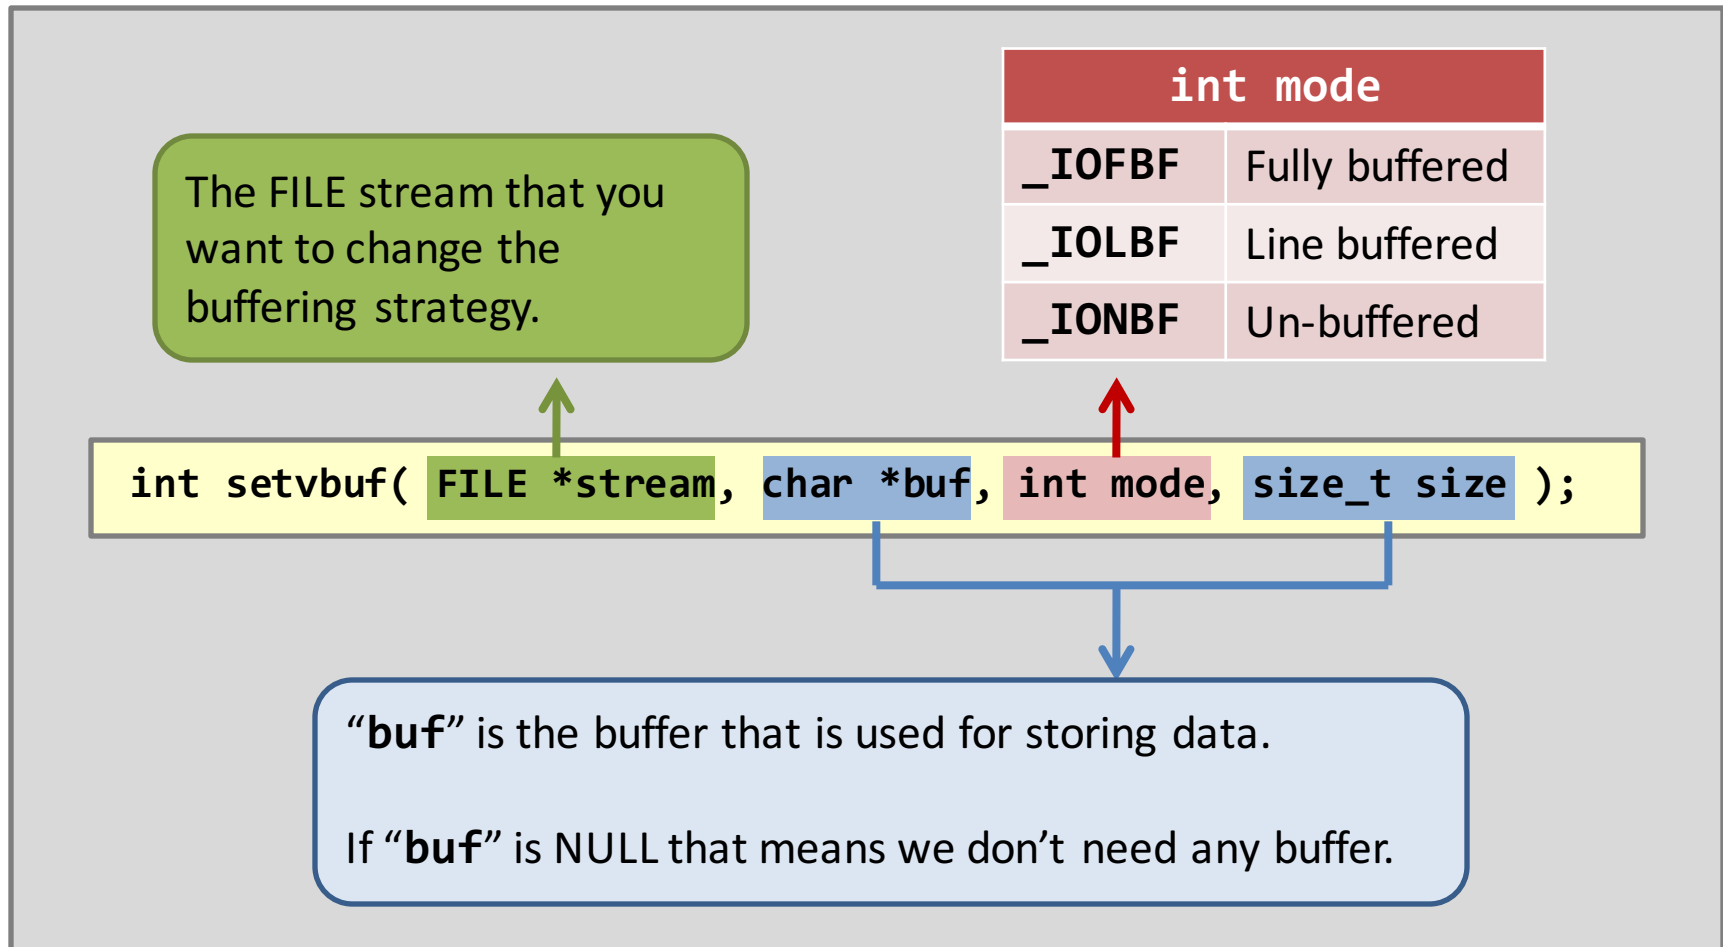 int mode
_IOFBF Fully buffered
_IOLBF Line buffered
_IONBF Un-buffered
The FILE stream that you
want to change the
buffering strategy.
int setvbuf( FILE *stream, char *buf, int mode, size_t size );
“buf” is the buffer that is used for storing data.
If “buf” is NULL that means we don’t need any buffer.